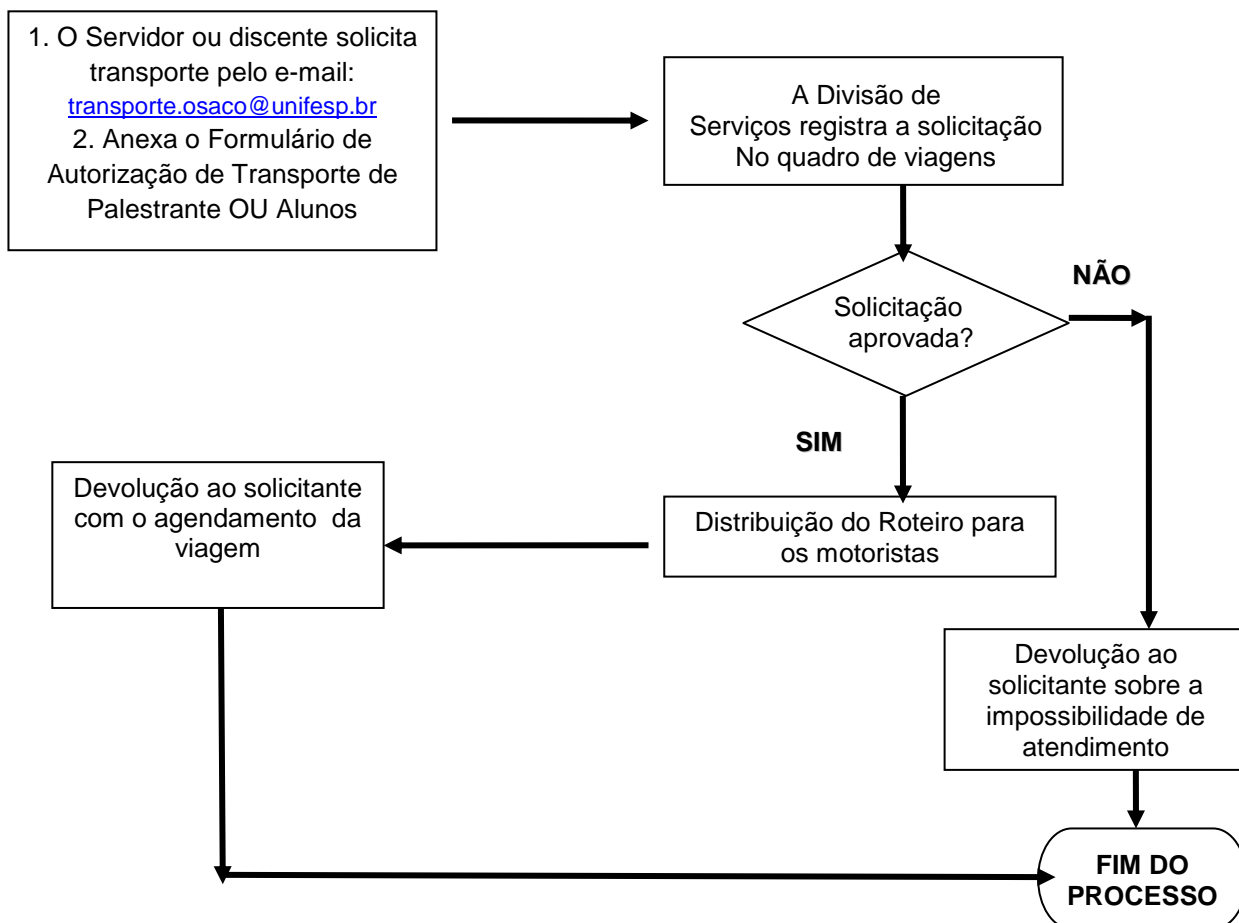 1. O Servidor ou discente solicita
transporte pelo e-mail:
transporte.osaco@unifesp.br
2. Anexa o Formulário de
Autorização de Transporte de
Palestrante OU Alunos
A Divisão de
Serviços registra a solicitação
No quadro de viagens
NÃO
Solicitação
aprovada?
SIM
Devolução ao solicitante
com o agendamento da
viagem
Distribuição do Roteiro para
os motoristas
Devolução ao
solicitante sobre a
impossibilidade de
atendimento
FIM DO
PROCESSO